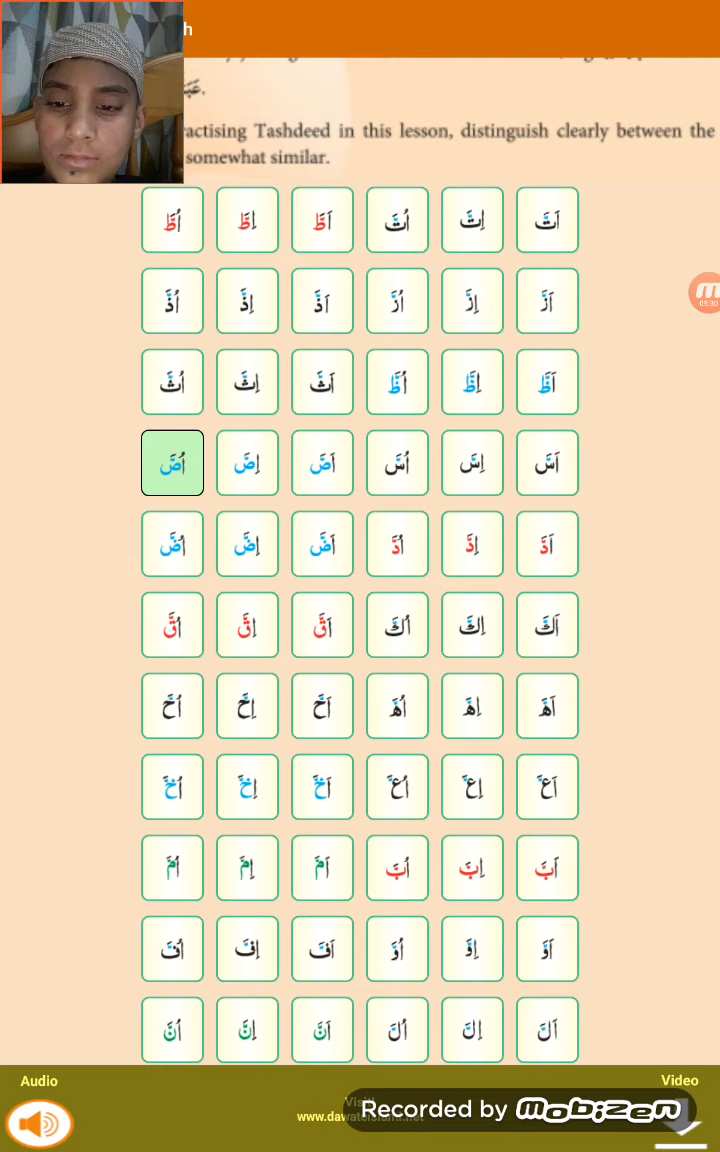 h
ractising Tashdeed in this lesson, distinguish clearly between the
somewhat similar.
اَتَّ اِتَّ اُتَّ اَطَّ اِطَّ اُطَّ
اَزَّ اِزَّ اُزَّ اَذَّ اِذَّ اُذَّ
اَظَّ اِظَّ اُظَّ اَثَّ اِثَّ اُثَّ
اَسَّ اِسَّ اُسَّ اَصَّ اِصَّ اُصَّ
اَدَّ اِدَّ اُدَّ اَضَّ اِضَّ اُضَّ
اَكَّ اِكَّ اُكَّ اَقَّ اِقَّ اُقَّ
اَهَّ اِهَّ اُهَّ اَحَّ اِحَّ اُحَّ
اَعَّ اِعَّ اُعَّ اَخَّ اِخَّ اُخَّ
اَبَّ اِبَّ اُبَّ اَمَّ اِمَّ اُمَّ
اَوَّ اِوَّ اُوَّ اَفَّ اِفَّ اُفَّ
اَلَّ اِلَّ اُلَّ اَنَّ اِنَّ اُنَّ
Audio
Video
Recorded by MOBIZEN